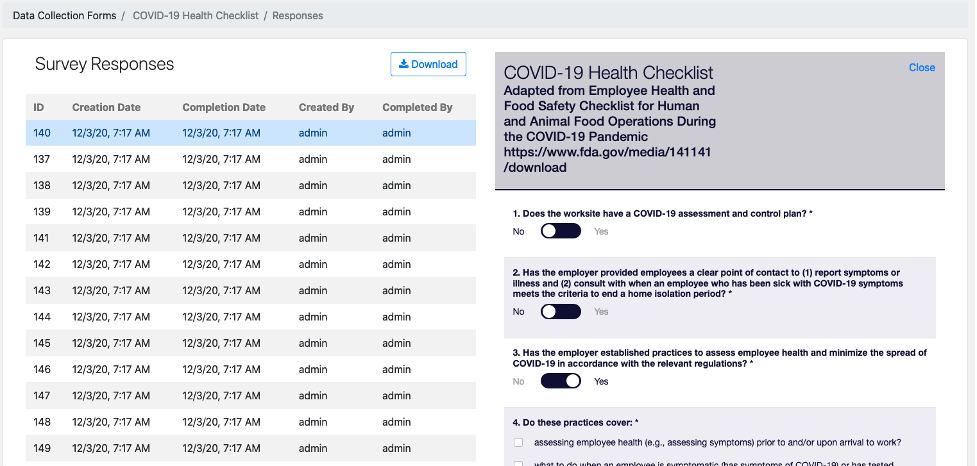 Data Collection Forms / COVID-19 Health Checklist / Responses
Survey Responses
Download
ID Creation Date Completion Date Created By Completed By
140 12/3/20, 7:17 AM 12/3/20, 7:17 AM admin admin
137 12/3/20, 7:17 AM 12/3/20, 7:17 AM admin admin
138 12/3/20, 7:17 AM 12/3/20, 7:17 AM admin admin
139 12/3/20, 7:17 AM 12/3/20, 7:17 AM admin admin
141 12/3/20, 7:17 AM 12/3/20, 7:17 AM admin admin
142 12/3/20, 7:17 AM 12/3/20, 7:17 AM admin admin
143 12/3/20, 7:17 AM 12/3/20, 7:17 AM admin admin
144 12/3/20, 7:17 AM 12/3/20, 7:17 AM admin admin
145 12/3/20, 7:17 AM 12/3/20, 7:17 AM admin admin
146 12/3/20, 7:17 AM 12/3/20, 7:17 AM admin admin
147 12/3/20, 7:17 AM 12/3/20, 7:17 AM admin admin
148 12/3/20, 7:17 AM 12/3/20, 7:17 AM admin admin
149 12/3/20, 7:17 AM 12/3/20, 7:17 AM admin admin
Close
COVID-19 Health Checklist
Adapted from Employee Health and
Food Safety Checklist for Human
and Animal Food Operations During
the COVID-19 Pandemic
https://www.fda.gov/media/141141
/download
1. Does the worksite have a COVID-19 assessment and control plan? *
No Yes
2. Has the employer provided employees a clear point of contact to (1) report symptoms or
illness and (2) consult with when an employee who has been sick with COVID-19 symptoms
meets the criteria to end a home isolation period? *
No Yes
3. Has the employer established practices to assess employee health and minimize the spread of
COVID-19 in accordance with the relevant regulations? *
No Yes
4. Do these practices cover: *
assessing employee health (e.g., assessing symptoms) prior to and/or upon arrival to work?
what to do when an employee is symptomatic (has symptoms of COVID-19) or has tested